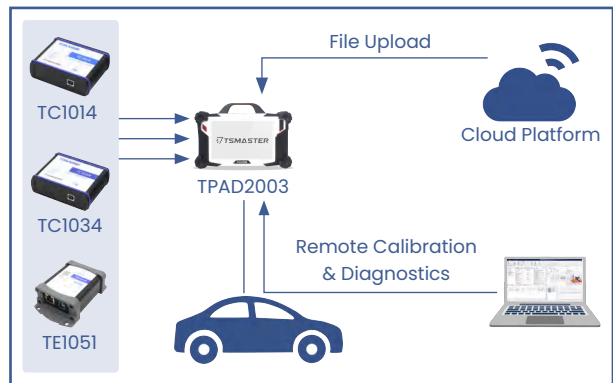 File Upload
TC1014
Cloud Platform
TSMASTER
TPAD2003
TC1034
Remote Calibration
& Diagnostics
TE1051